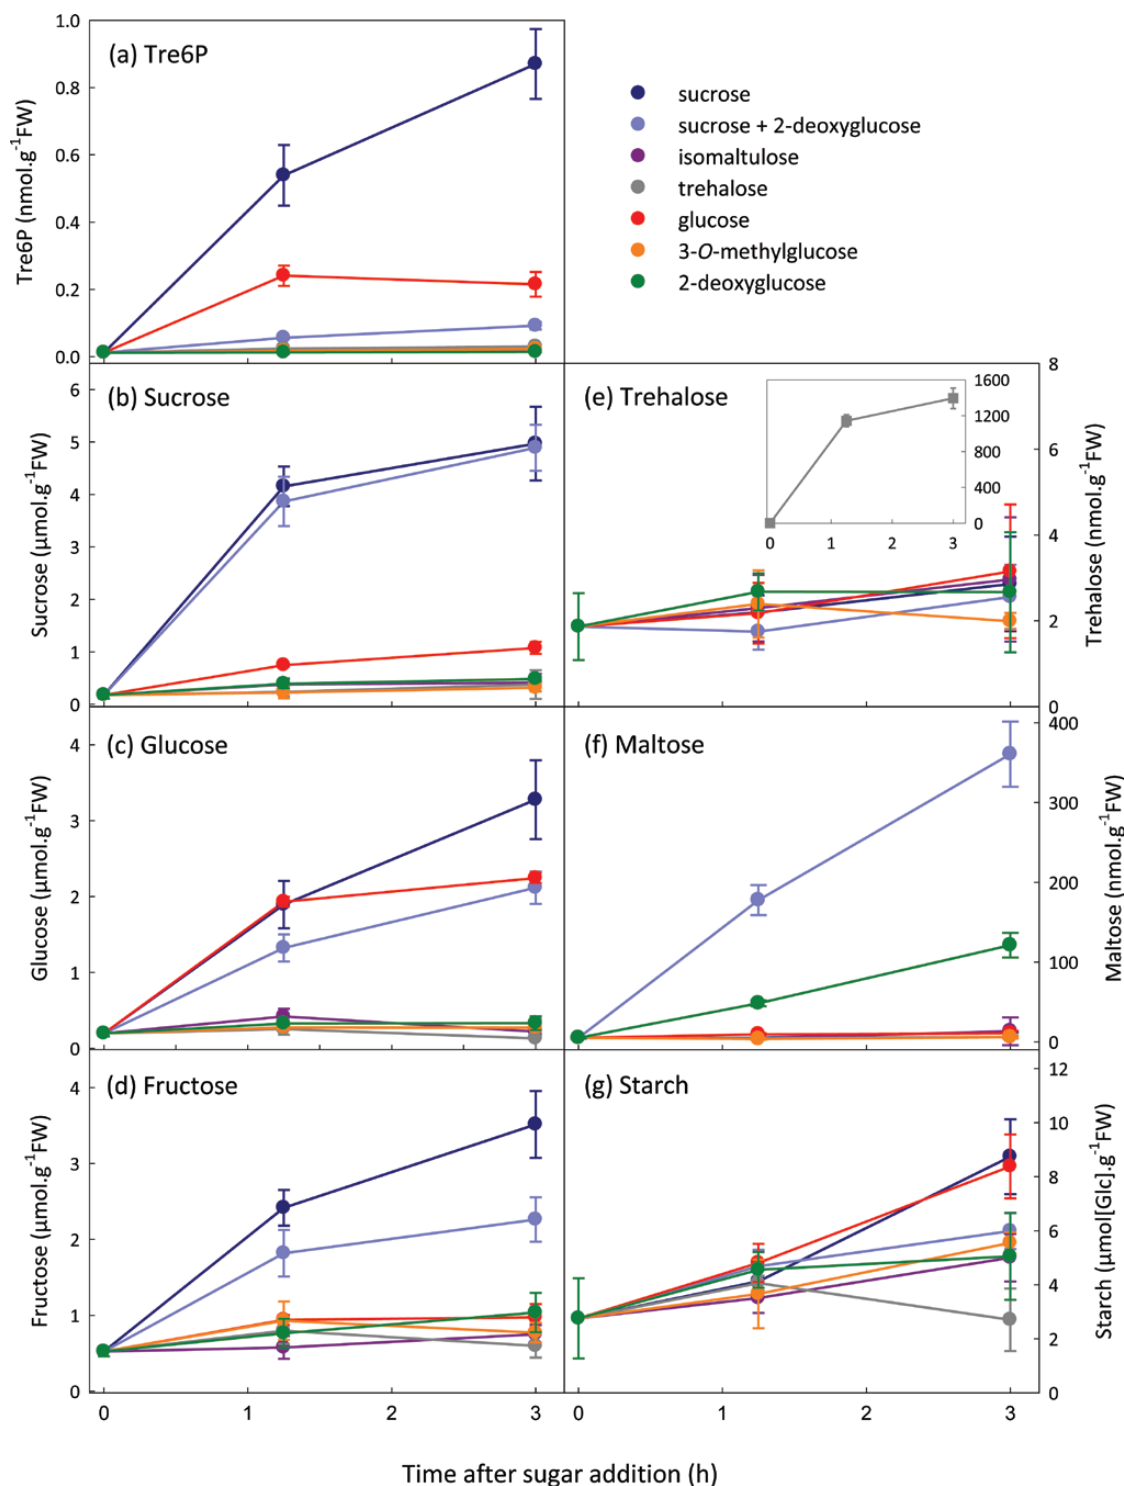 (a) Tre6P
Tre6P (nmol.g⁻¹FW)
1.0
0.8
0.6
0.4
0.2
0.0
sucrose
sucrose + 2-deoxyglucose
isomaltulose
trehalose
glucose
3-O-methylglucose
2-deoxyglucose
(b) Sucrose
Sucrose (µmol.g⁻¹FW)
6
5
4
3
2
1
0
(e) Trehalose
1600
1200
800
400
0
0 1 2 3
8
6
4
2
0
Trehalose (nmol.g⁻¹FW)
(c) Glucose
Glucose (µmol.g⁻¹FW)
4
3
2
1
0
(f) Maltose
400
300
200
100
0
Maltose (nmol.g⁻¹FW)
(d) Fructose
Fructose (µmol.g⁻¹FW)
4
3
2
1
0
0 1 2 3
(g) Starch
12
10
8
6
4
2
0
Starch (µmol[Glc].g⁻¹FW)
0 1 2 3
Time after sugar addition (h)